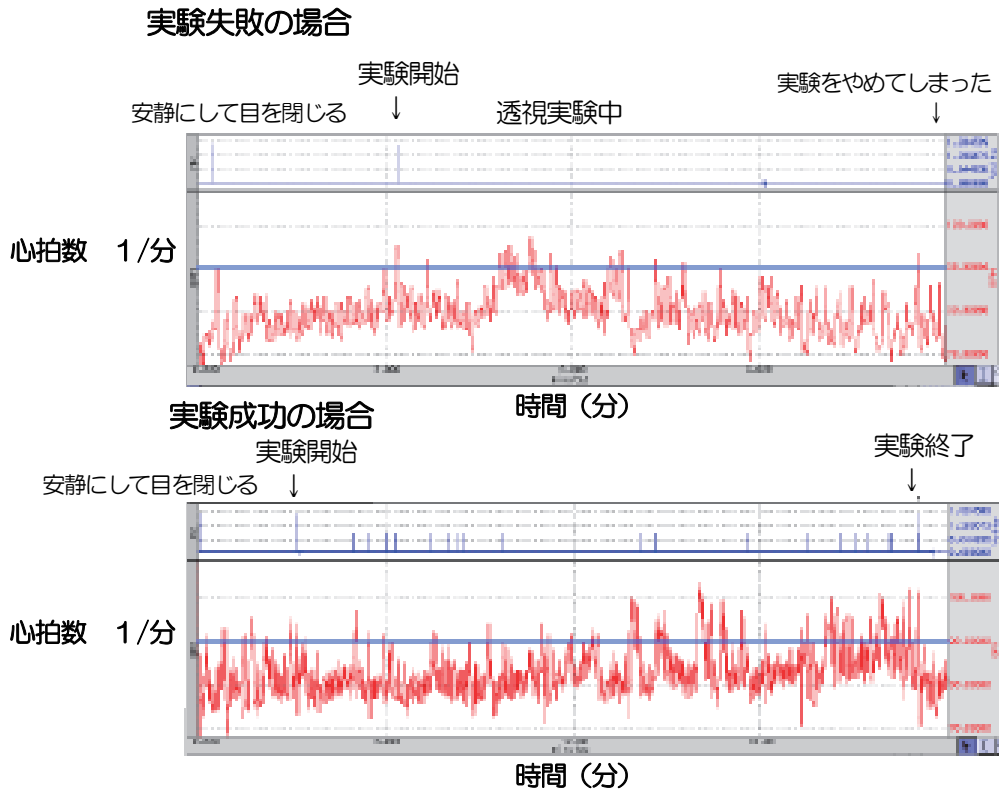 実験失敗の場合
実験開始
実験をやめてしまった
安静にして目を閉じる
↓
透視実験中
↓
心拍数 1/分
時間（分）
実験成功の場合
実験開始
実験終了
安静にして目を閉じる
↓
↓
心拍数 1/分
時間（分）